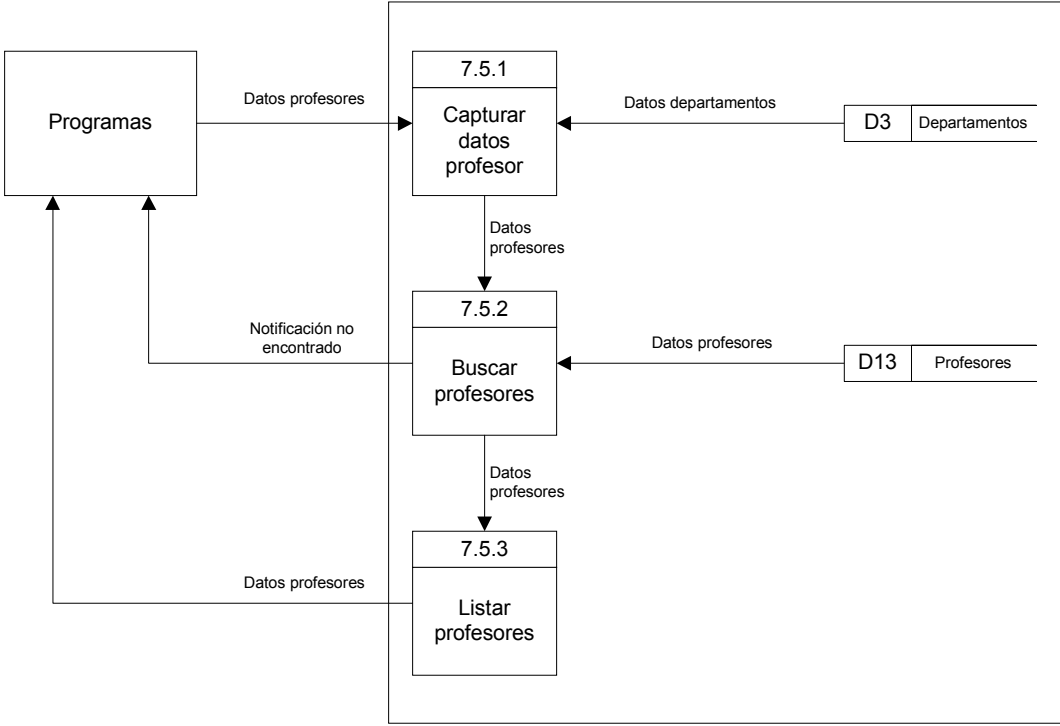 7.5.1
Programas
Datos profesores
Capturar
datos
profesor
Datos departamentos
D3
Departamentos
Datos
profesores
7.5.2
Notificación no
encontrado
Buscar
profesores
Datos profesores
D13
Profesores
Datos
profesores
7.5.3
Datos profesores
Listar
profesores